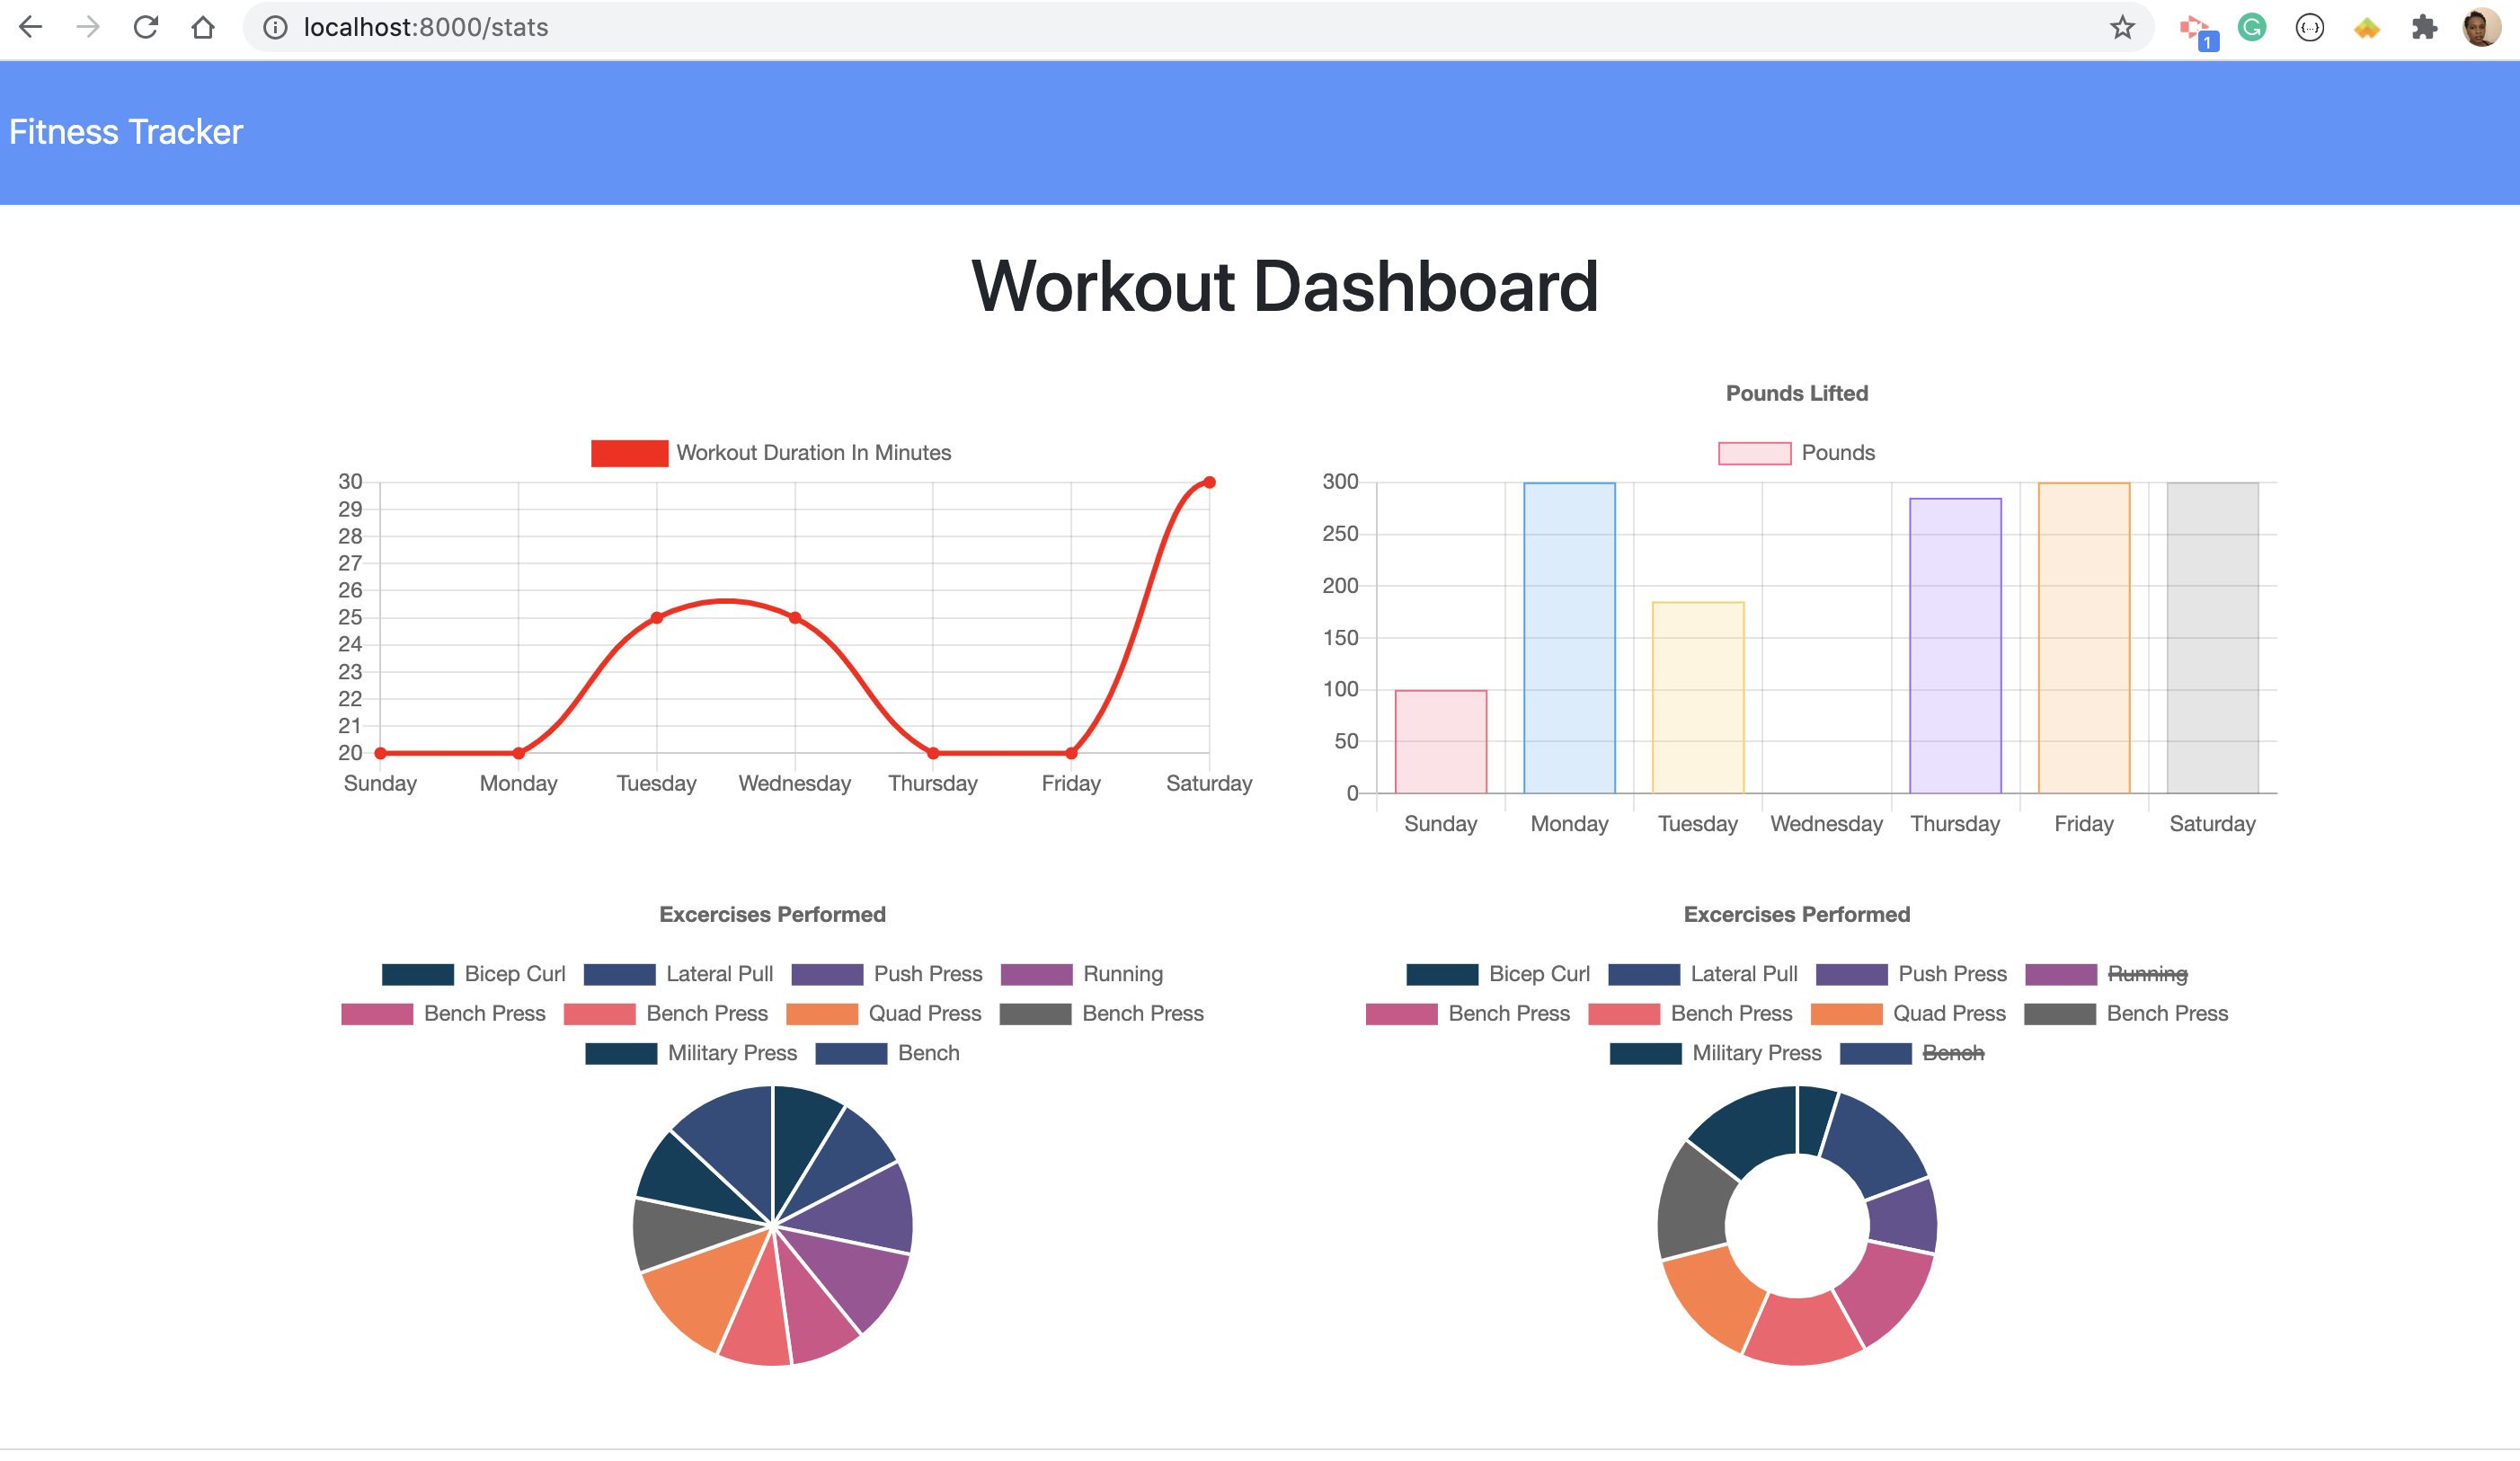 localhost:8000/stats
1
Fitness Tracker
Workout Dashboard
Workout Duration In Minutes
30
29
28
27
26
25
24
23
22
21
20
Sunday Monday Tuesday Wednesday Thursday Friday Saturday
Pounds Lifted
Pounds
300
250
200
150
100
50
0
Sunday Monday Tuesday Wednesday Thursday Friday Saturday
Excercises Performed
Bicep Curl Lateral Pull Push Press Running
Bench Press Bench Press Quad Press Bench Press
Military Press Bench
Excercises Performed
Bicep Curl Lateral Pull Push Press Running
Bench Press Bench Press Quad Press Bench Press
Military Press Bench